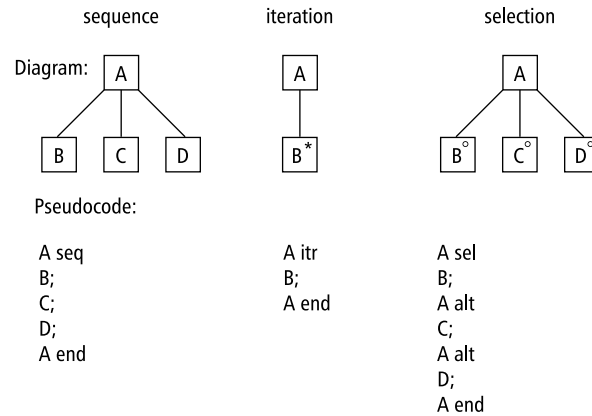 sequence iteration selection
Diagram: A A A
B C D B* B° C° D°
Pseudocode:
A seq A itr A sel
B; B; B;
C; A end A alt
D; C;
A end A alt
D;
A end